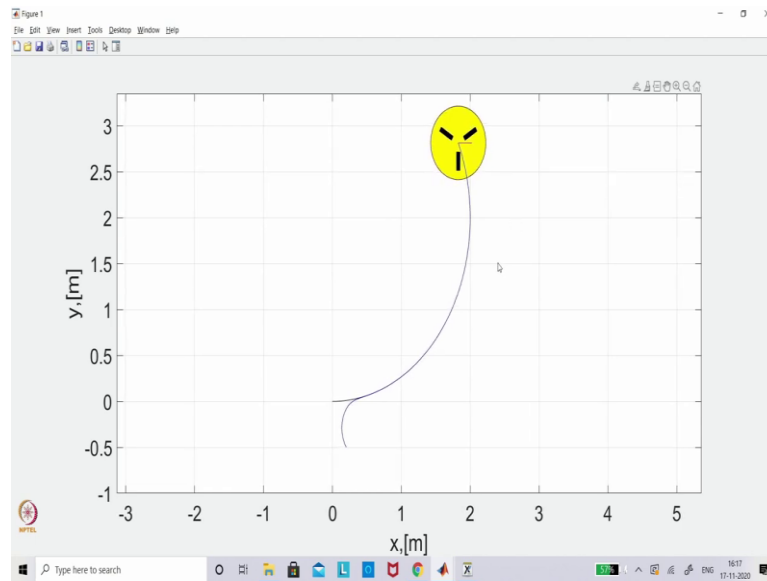 Figure 1
File Edit View Insert Tools Desktop Window Help
3
2.5
2
1.5
1
0.5
0
-0.5
-1
y,[m]
-3 -2 -1 0 1 2 3 4 5
x,[m]
NPTEL
Type here to search
57%
ENG
16:17
17-11-2020